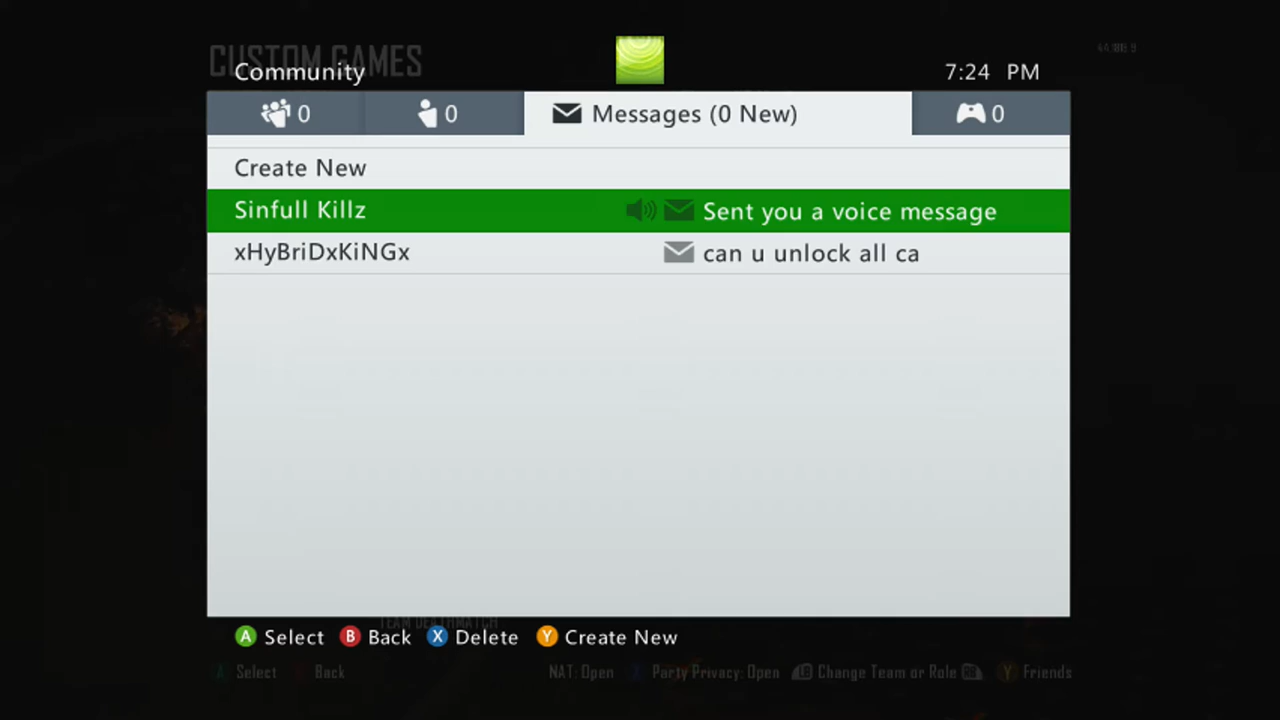 CUSTOM GAMES
Community
7:24 PM
0
0
Messages (0 New)
0
Create New
Sinfull Killz
Sent you a voice message
xHyBriDxKiNGx
can u unlock all ca
TEAM DEATHMATCH
A Select
B Back
X Delete
Y Create New
A Select
Back
NAT: Open
Party Privacy: Open
LB Change Team or Role RB
Y Friends